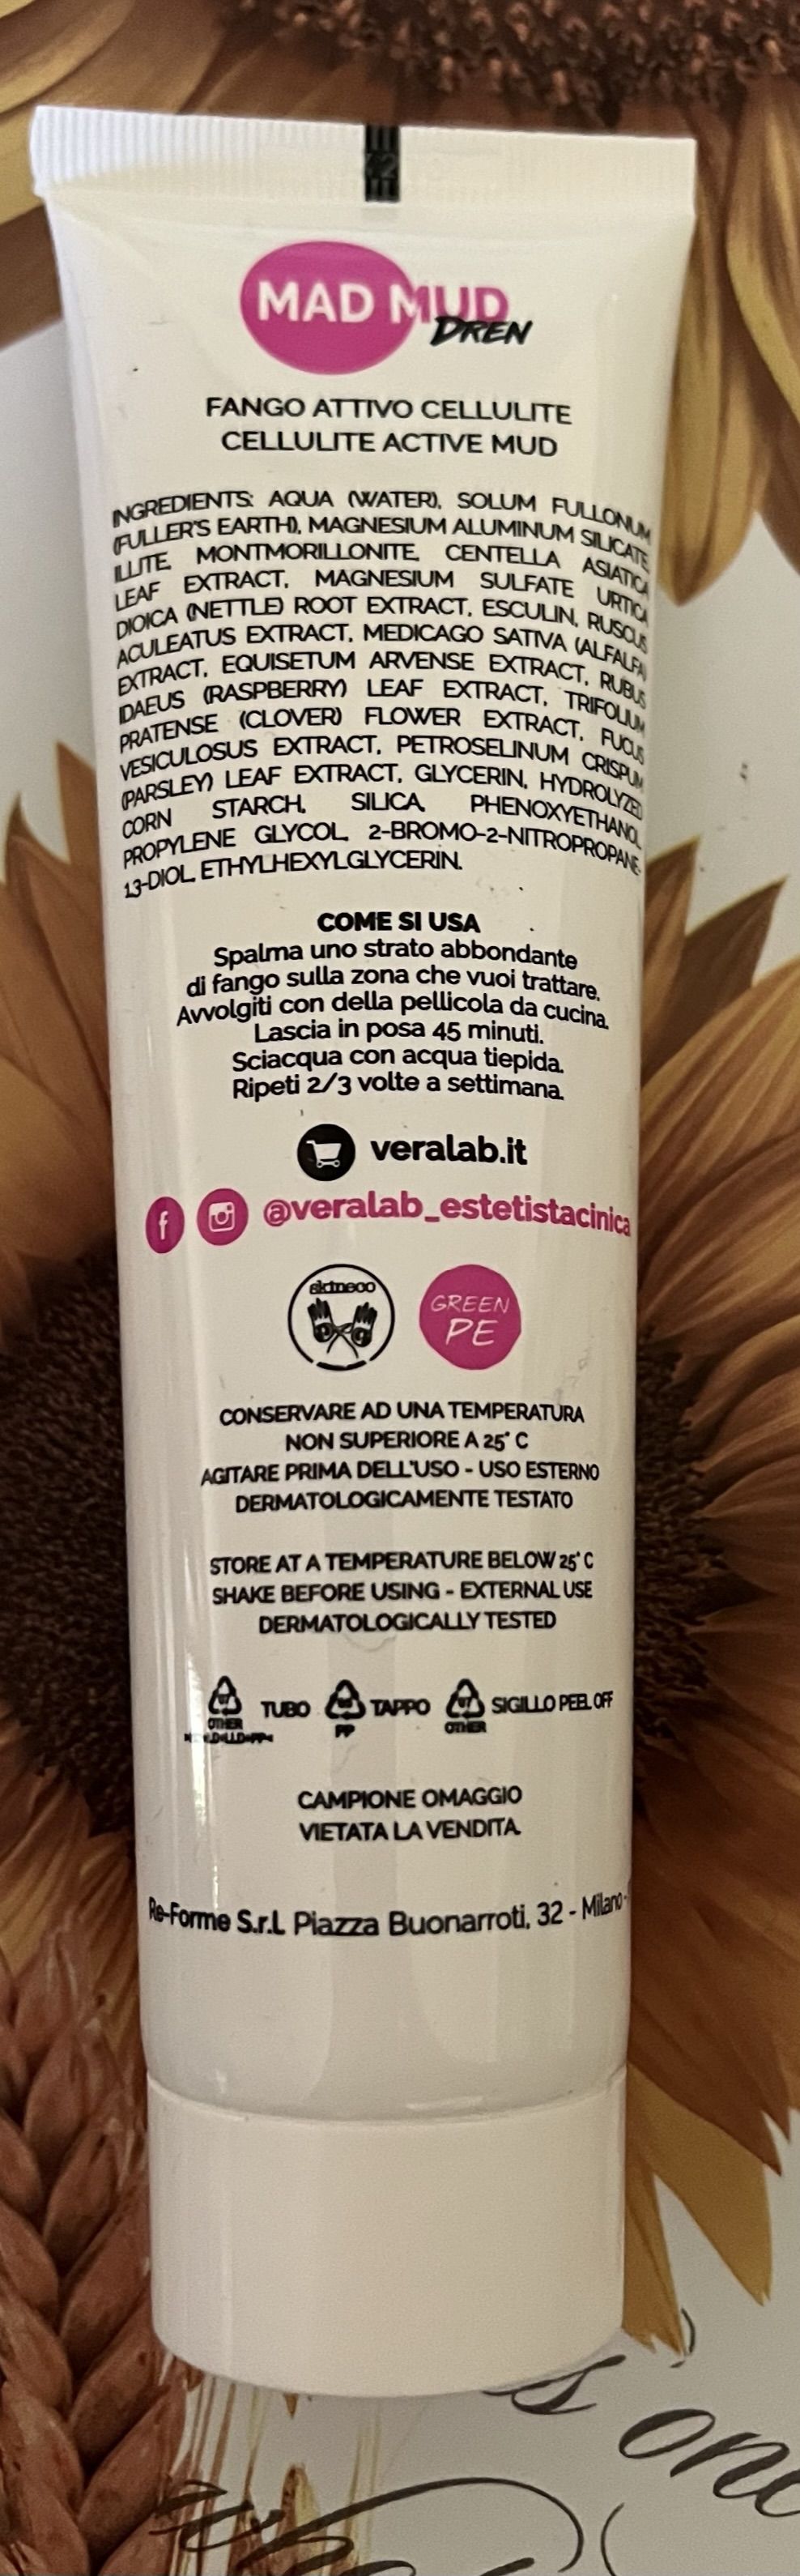 MAD MUD
DREN
FANGO ATTIVO CELLULITE
CELLULITE ACTIVE MUD
INGREDIENTS: AQUA (WATER), SOLUM FULLONUM
(FULLER'S EARTH), MAGNESIUM ALUMINUM SILICATE,
ILLITE, MONTMORILLONITE, CENTELLA ASIATICA
LEAF EXTRACT, MAGNESIUM SULFATE URTICA
DIOICA (NETTLE) ROOT EXTRACT, ESCULIN, RUSCUS
ACULEATUS EXTRACT, MEDICAGO SATIVA (ALFALFA)
EXTRACT, EQUISETUM ARVENSE EXTRACT, RUBUS
IDAEUS (RASPBERRY) LEAF EXTRACT, TRIFOLIUM
PRATENSE (CLOVER) FLOWER EXTRACT, FUCUS
VESICULOSUS EXTRACT, PETROSELINUM CRISPUM
(PARSLEY) LEAF EXTRACT, GLYCERIN, HYDROLYZED
CORN STARCH, SILICA, PHENOXYETHANOL,
PROPYLENE GLYCOL, 2-BROMO-2-NITROPROPANE-
1,3-DIOL, ETHYLHEXYLGLYCERIN.
COME SI USA
Spalma uno strato abbondante
di fango sulla zona che vuoi trattare.
Avvolgiti con della pellicola da cucina.
Lascia in posa 45 minuti.
Sciacqua con acqua tiepida.
Ripeti 2/3 volte a settimana.
veralab.it
f @veralab_estetistacinica
skineco
GREEN
PE
CONSERVARE AD UNA TEMPERATURA
NON SUPERIORE A 25° C
AGITARE PRIMA DELL'USO - USO ESTERNO
DERMATOLOGICAMENTE TESTATO
STORE AT A TEMPERATURE BELOW 25° C
SHAKE BEFORE USING - EXTERNAL USE
DERMATOLOGICALLY TESTED
OTHER TUBO PP TAPPO OTHER SIGILLO PEEL OFF
CAMPIONE OMAGGIO
VIETATA LA VENDITA.
Re-Forme S.r.l. Piazza Buonarroti, 32 - Milano -
's one
who